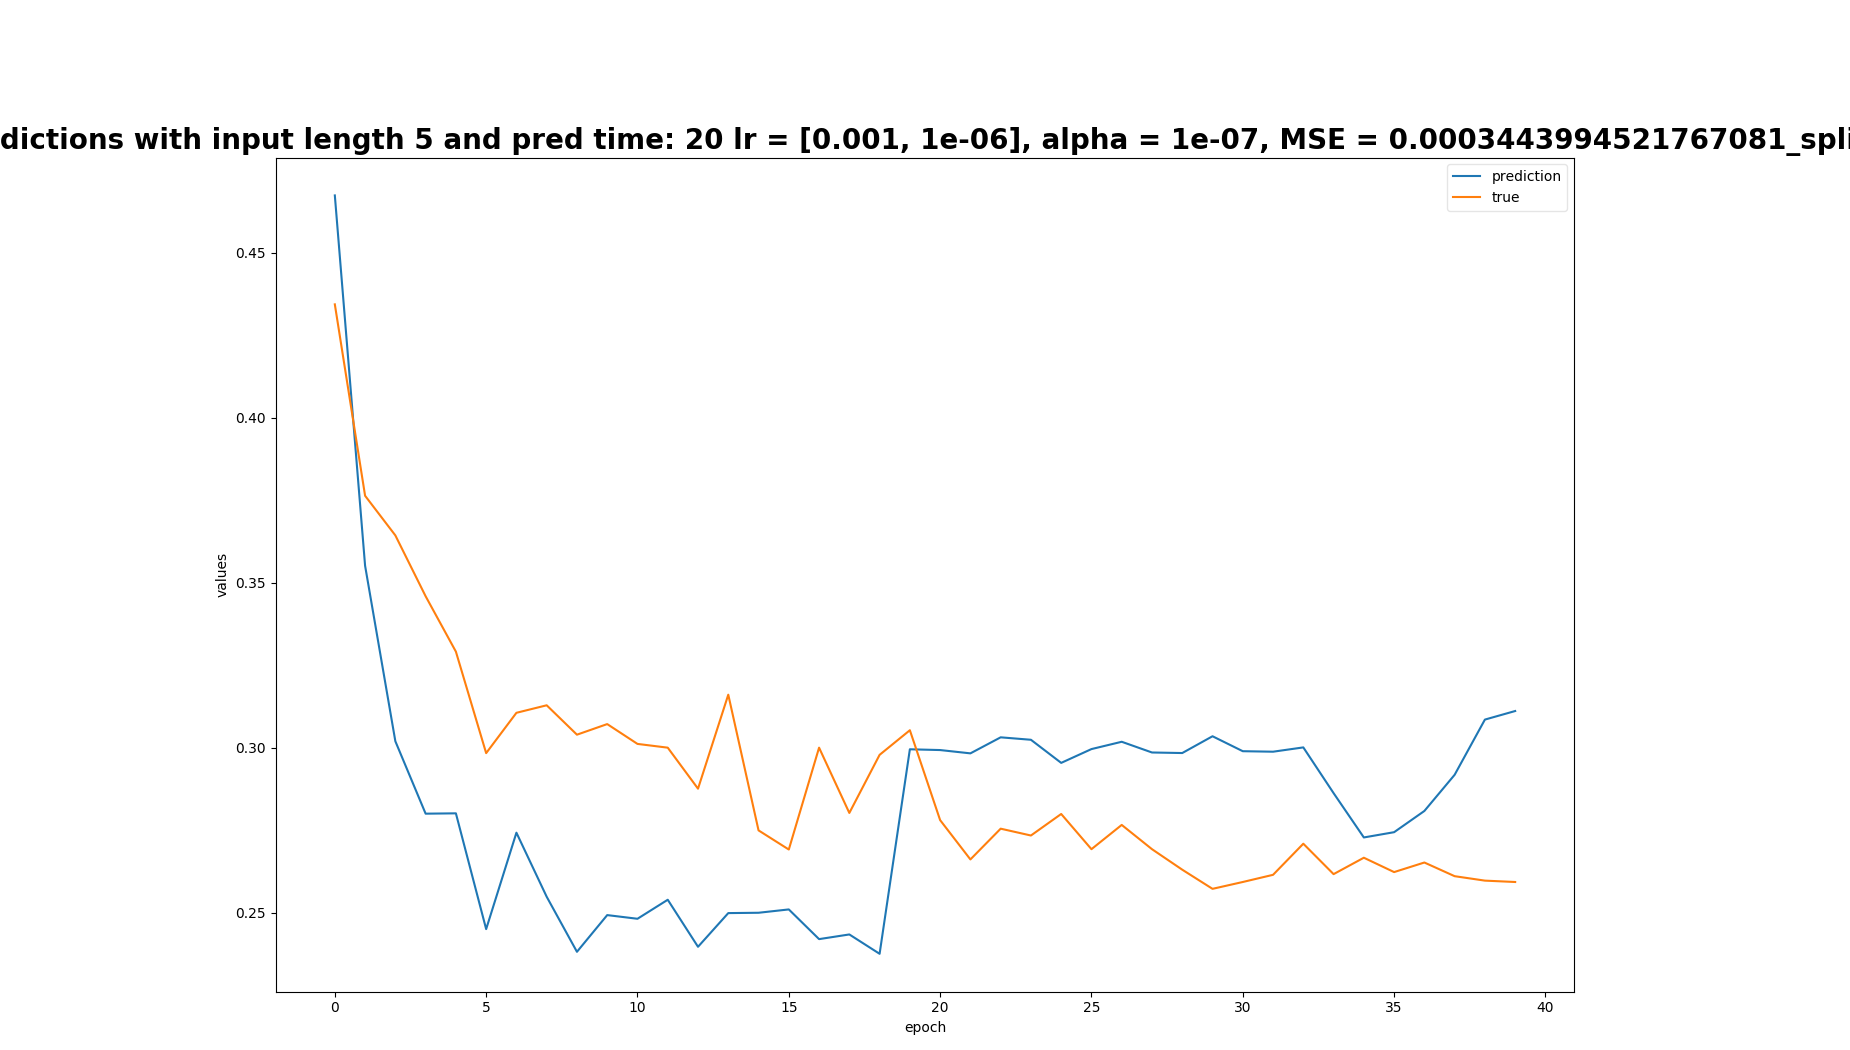 dictions with input length 5 and pred time: 20 lr = [0.001, 1e-06], alpha = 1e-07, MSE = 0.0003443994521767081_spli
prediction
true
0.45
0.40
0.35
0.30
0.25
values
0 5 10 15 20 25 30 35 40
epoch